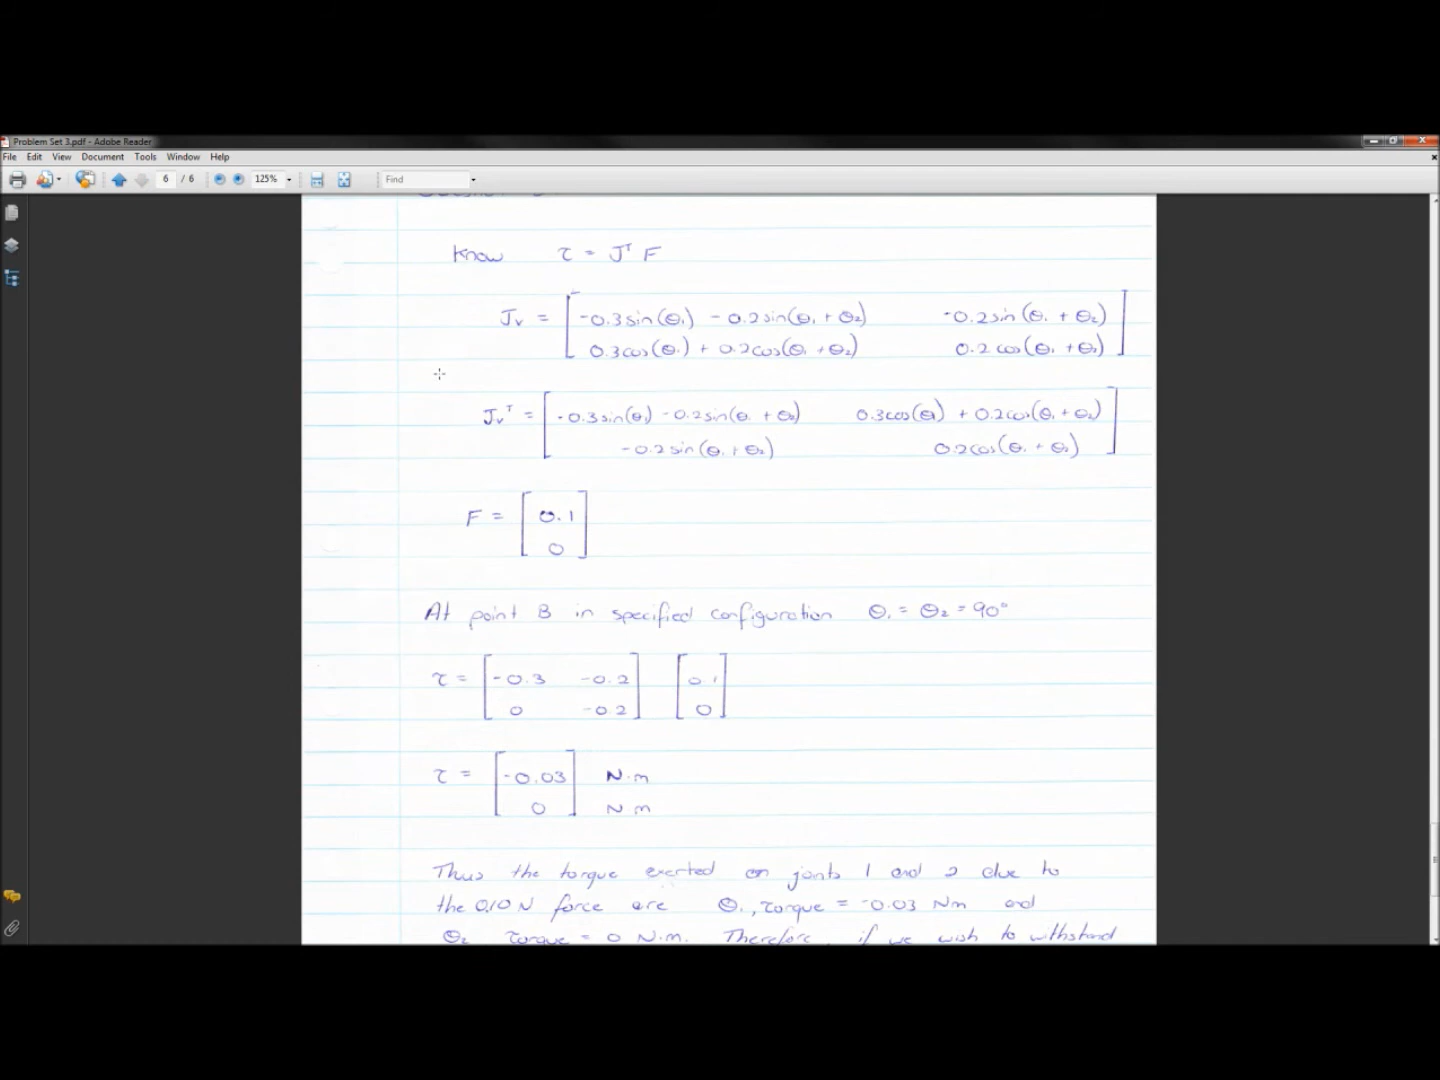 Problem Set 3.pdf - Adobe Reader
File Edit View Document Tools Window Help
6 / 6 125% Find
Know τ = Jᵀ F
Jv = [ -0.3sin(θ₁) - 0.2sin(θ₁ + θ₂) -0.2sin(θ₁ + θ₂)
0.3cos(θ₁) + 0.2cos(θ₁ + θ₂) 0.2cos(θ₁ + θ₂) ]
Jvᵀ = [ -0.3sin(θ₁) - 0.2sin(θ₁ + θ₂) 0.3cos(θ₁) + 0.2cos(θ₁ + θ₂)
-0.2sin(θ₁ + θ₂) 0.2cos(θ₁ + θ₂) ]
F = [ 0.1
0 ]
At point B in specified configuration θ₁ = θ₂ = 90°
τ = [ -0.3 -0.2 ] [ 0.1
0 -0.2 ] 0 ]
τ = [ -0.03 ] N·m
0 ] N m
Thus the torque exerted on joints 1 and 2 due to
the 0.10N force are θ₁, τorque = -0.03 Nm and
θ₂ τorque = 0 N.m. Therefore, if we wish to withstand